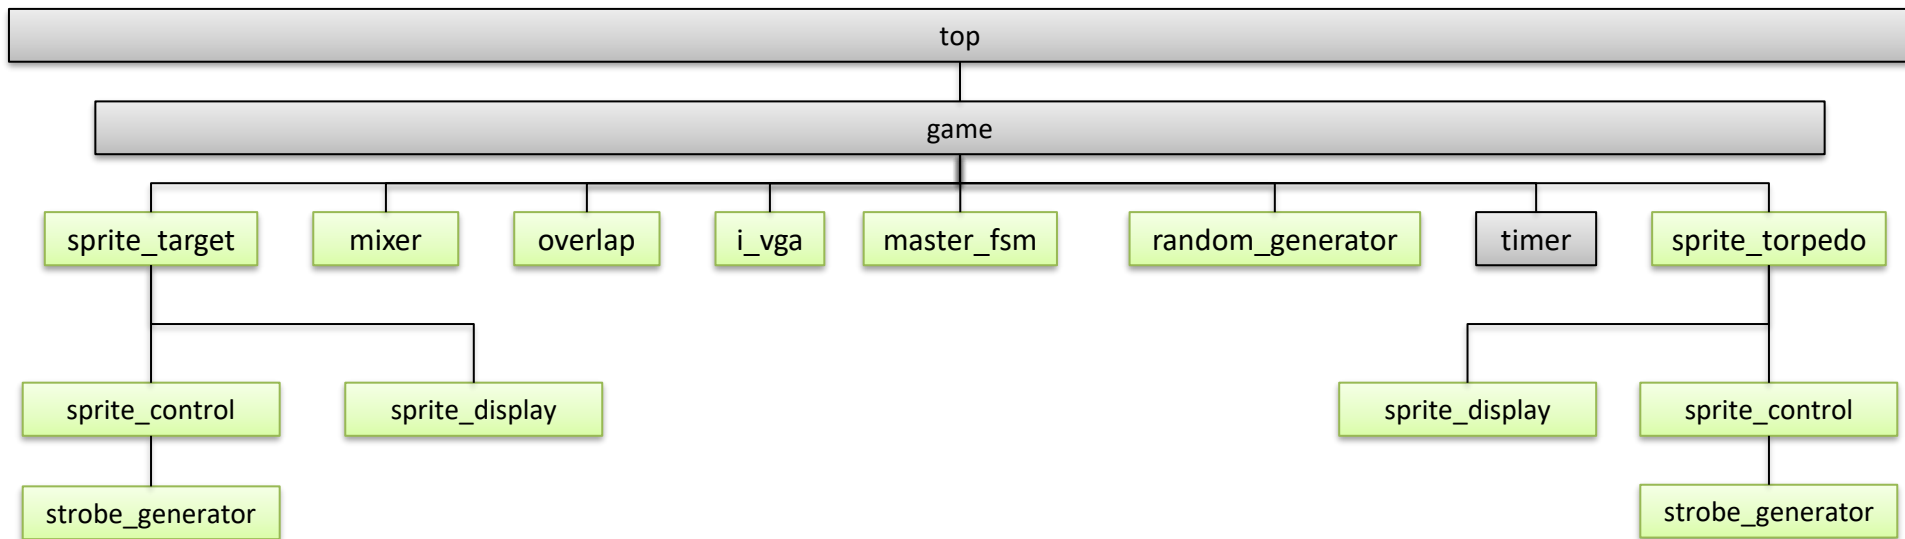 top
game
sprite_target
mixer
overlap
i_vga
master_fsm
random_generator
timer
sprite_torpedo
sprite_control
sprite_display
sprite_display
sprite_control
strobe_generator
strobe_generator